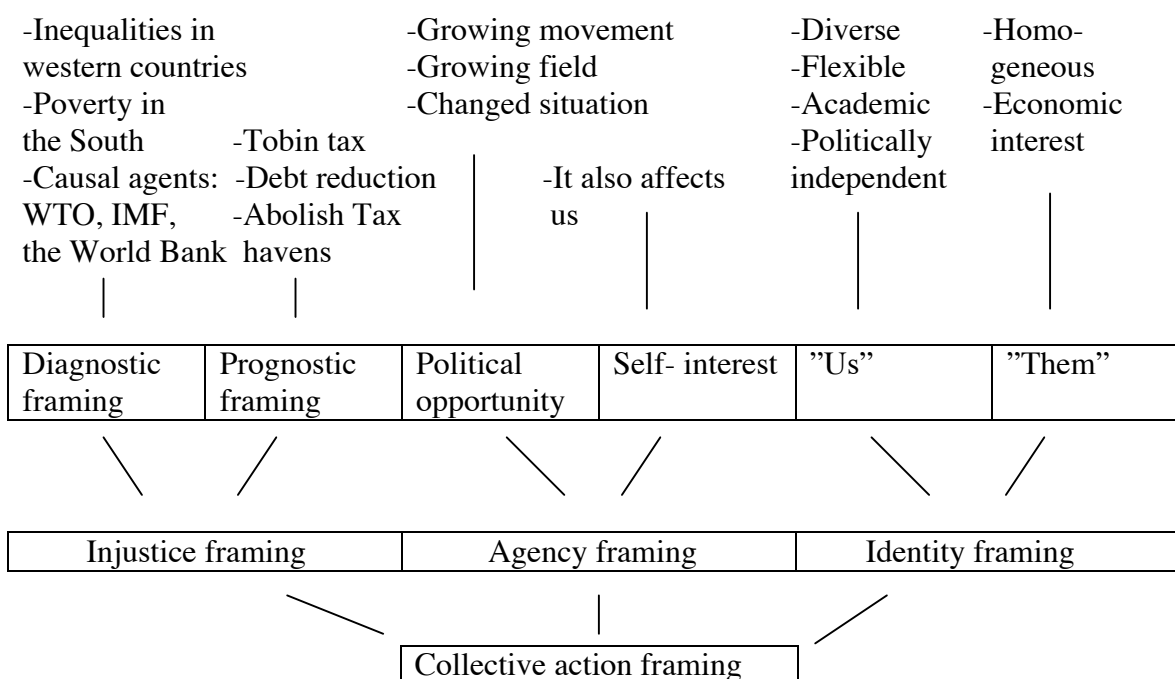 -Inequalities in
western countries
-Poverty in
the South
-Causal agents:
WTO, IMF,
the World Bank
-Tobin tax
-Debt reduction
-Abolish Tax
havens
-Growing movement
-Growing field
-Changed situation
-It also affects
us
-Diverse
-Flexible
-Academic
-Politically
independent
-Homo-
geneous
-Economic
interest
Diagnostic
framing
Prognostic
framing
Political
opportunity
Self- interest
”Us”
”Them”
Injustice framing
Agency framing
Identity framing
Collective action framing